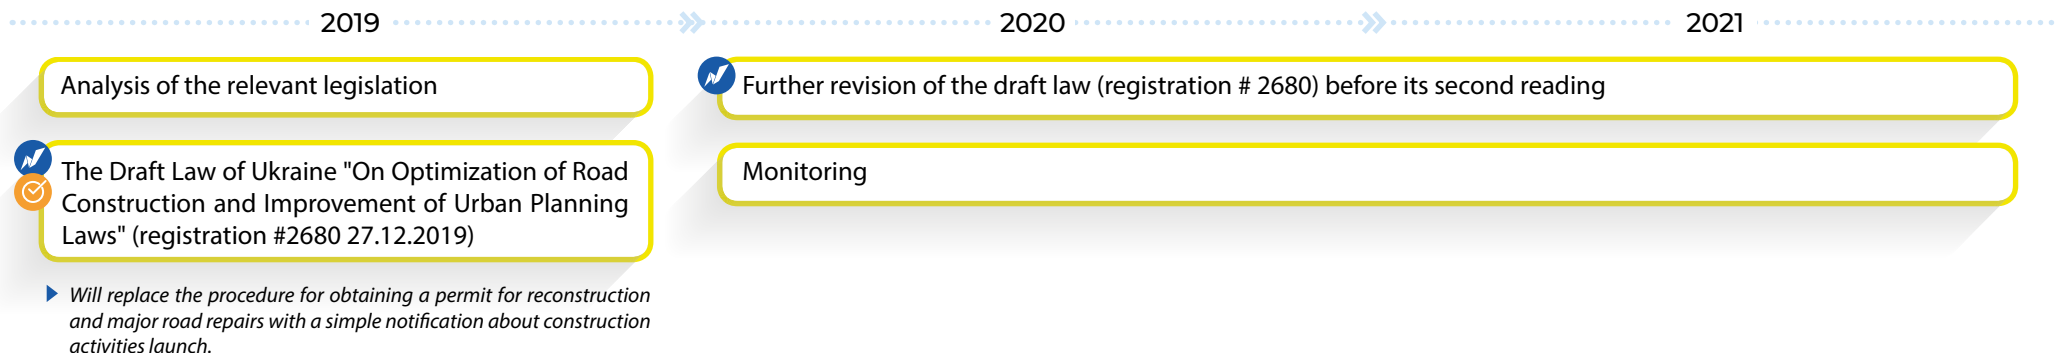 2019
2020
2021
Analysis of the relevant legislation
Further revision of the draft law (registration # 2680) before its second reading
The Draft Law of Ukraine "On Optimization of Road
Construction and Improvement of Urban Planning
Laws" (registration #2680 27.12.2019)
Monitoring
Will replace the procedure for obtaining a permit for reconstruction
and major road repairs with a simple notification about construction
activities launch.